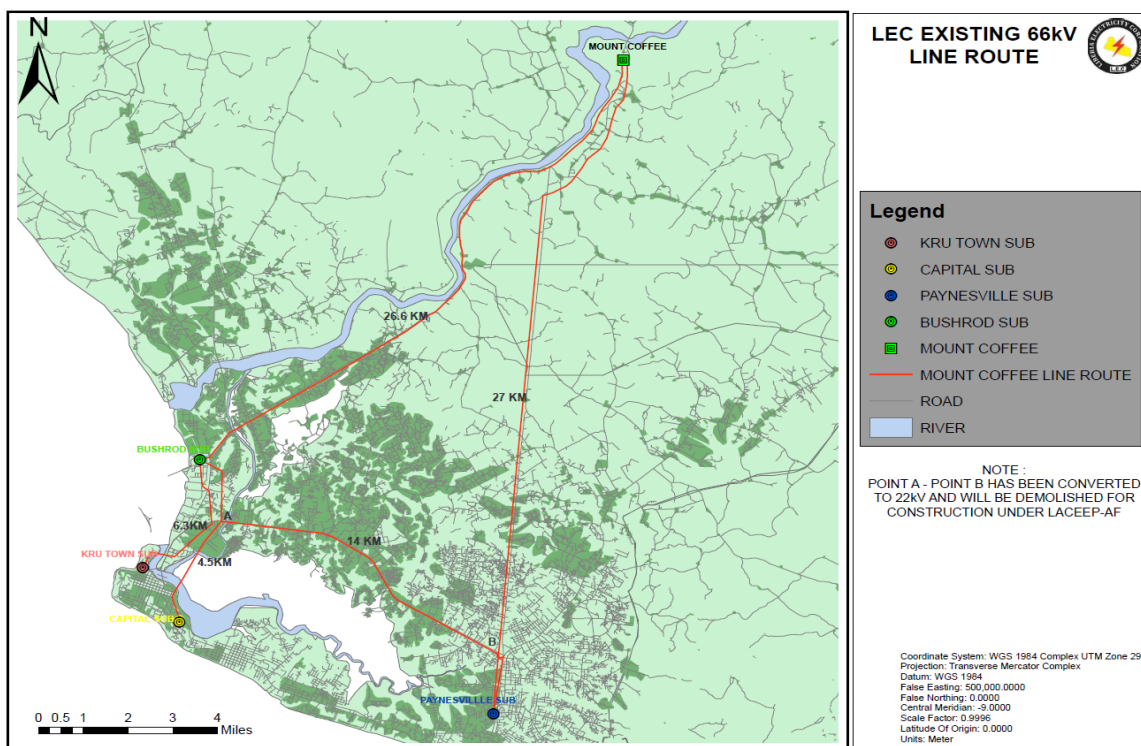 N
MOUNT COFFEE
26.6 KM
27 KM
BUSHROD SUB
A
6.3KM
14 KM
KRU TOWN SUB
4.5KM
CAPITAL SUB
B
PAYNESVILLLE SUB
0 0.5 1 2 3 4
Miles
LEC EXISTING 66kV
LINE ROUTE
LIBERIA ELECTRICITY CORPORATION
L.E.C
Legend
KRU TOWN SUB
CAPITAL SUB
PAYNESVILLE SUB
BUSHROD SUB
MOUNT COFFEE
MOUNT COFFEE LINE ROUTE
ROAD
RIVER
NOTE :
POINT A - POINT B HAS BEEN CONVERTED
TO 22kV AND WILL BE DEMOLISHED FOR
CONSTRUCTION UNDER LACEEP-AF
Coordinate System: WGS 1984 Complex UTM Zone 29
Projection: Transverse Mercator Complex
Datum: WGS 1984
False Easting: 500,000.0000
False Northing: 0.0000
Central Meridian: -9.0000
Scale Factor: 0.9996
Latitude Of Origin: 0.0000
Units: Meter